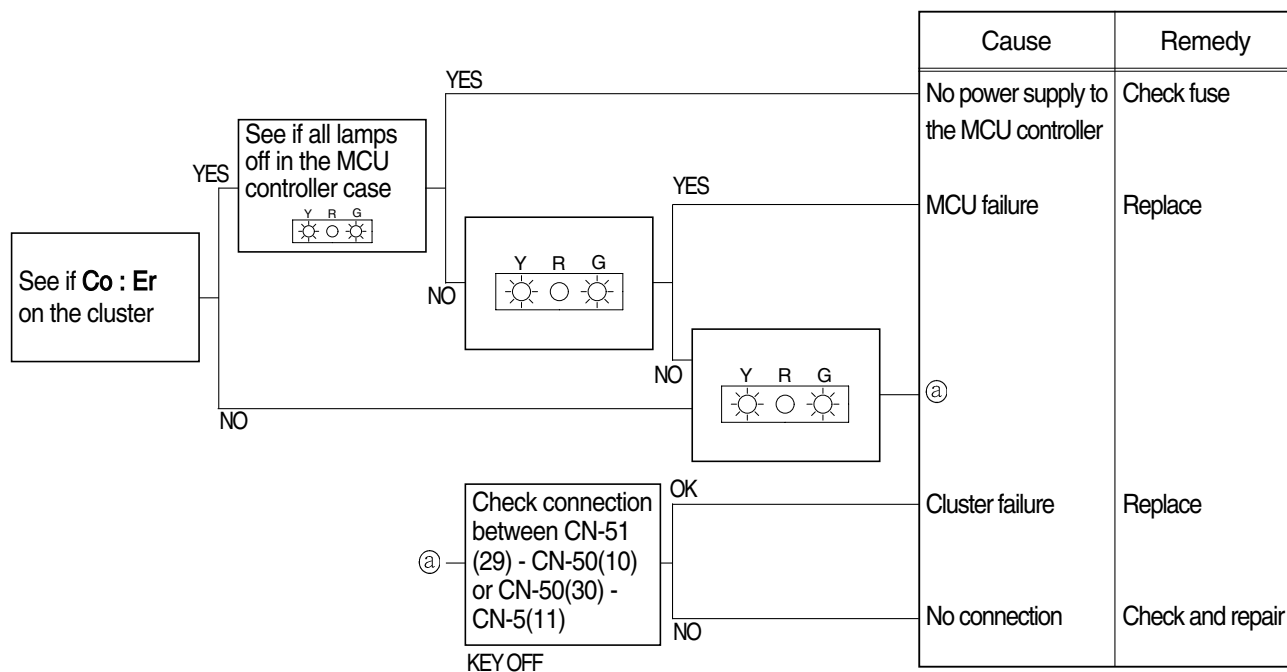 Cause
Remedy
YES
No power supply to
the MCU controller
Check fuse
See if all lamps
off in the MCU
controller case
Y R G
YES
YES
MCU failure
Replace
See if Co : Er
on the cluster
Y R G
NO
NO
Y R G
ⓐ
NO
Check connection
between CN-51
(29) - CN-50(10)
or CN-50(30) -
CN-5(11)
OK
Cluster failure
Replace
ⓐ
No connection
Check and repair
NO
KEY OFF